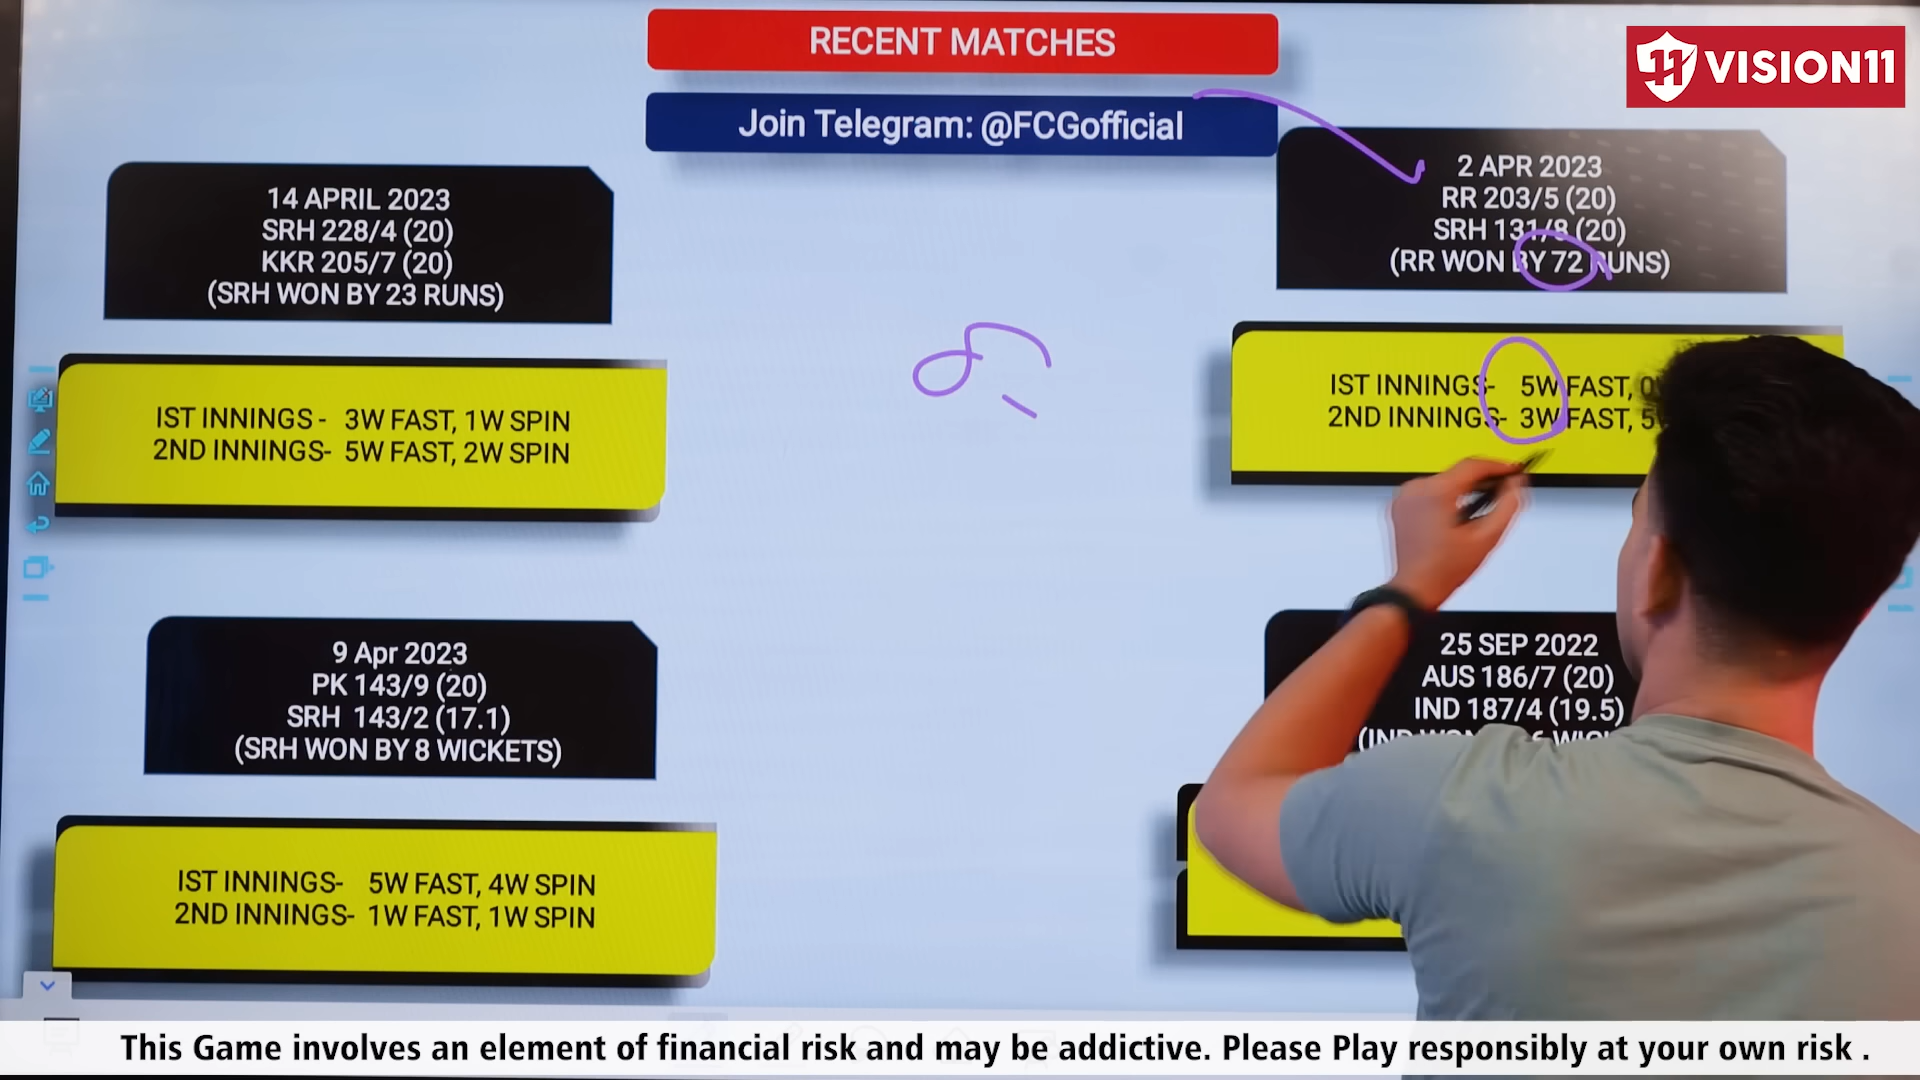 RECENT MATCHES
VISION11
Join Telegram: @FCGofficial
14 APRIL 2023
SRH 228/4 (20)
KKR 205/7 (20)
(SRH WON BY 23 RUNS)
IST INNINGS - 3W FAST, 1W SPIN
2ND INNINGS- 5W FAST, 2W SPIN
2 APR 2023
RR 203/5 (20)
SRH 131/8 (20)
(RR WON BY 72 RUNS)
IST INNINGS- 5W FAST,
2ND INNINGS- 3W FAST,
9 Apr 2023
PK 143/9 (20)
SRH 143/2 (17.1)
(SRH WON BY 8 WICKETS)
IST INNINGS- 5W FAST, 4W SPIN
2ND INNINGS- 1W FAST, 1W SPIN
25 SEP 2022
AUS 186/7 (20)
IND 187/4 (19.5)
This Game involves an element of financial risk and may be addictive. Please Play responsibly at your own risk .